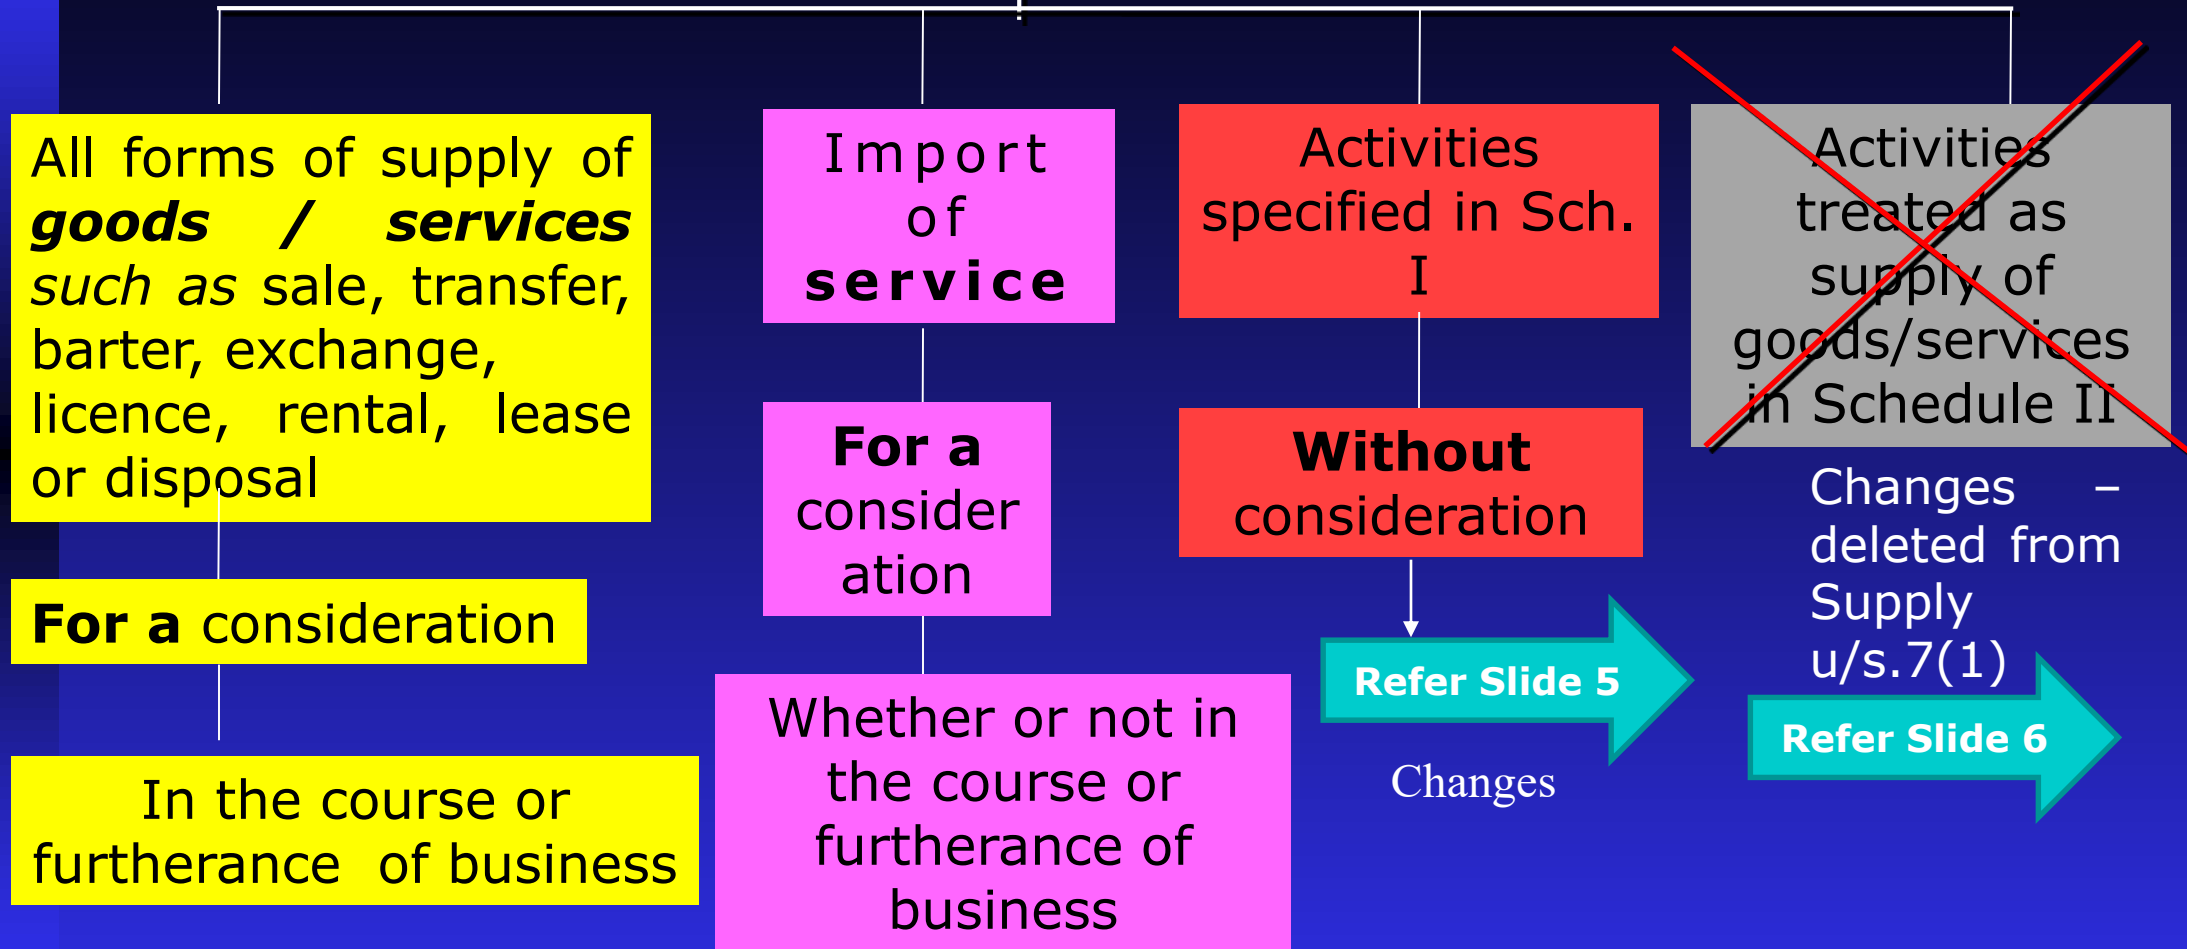 All forms of supply of
goods / services
such as sale, transfer,
barter, exchange,
licence, rental, lease
or disposal
For a consideration
In the course or
furtherance of business
Import
of
service
For a
consider
ation
Whether or not in
the course or
furtherance of
business
Activities
specified in Sch.
I
Without
consideration
Refer Slide 5
Changes
Activities
treated as
supply of
goods/services
in Schedule II
Changes –
deleted from
Supply
u/s.7(1)
Refer Slide 6